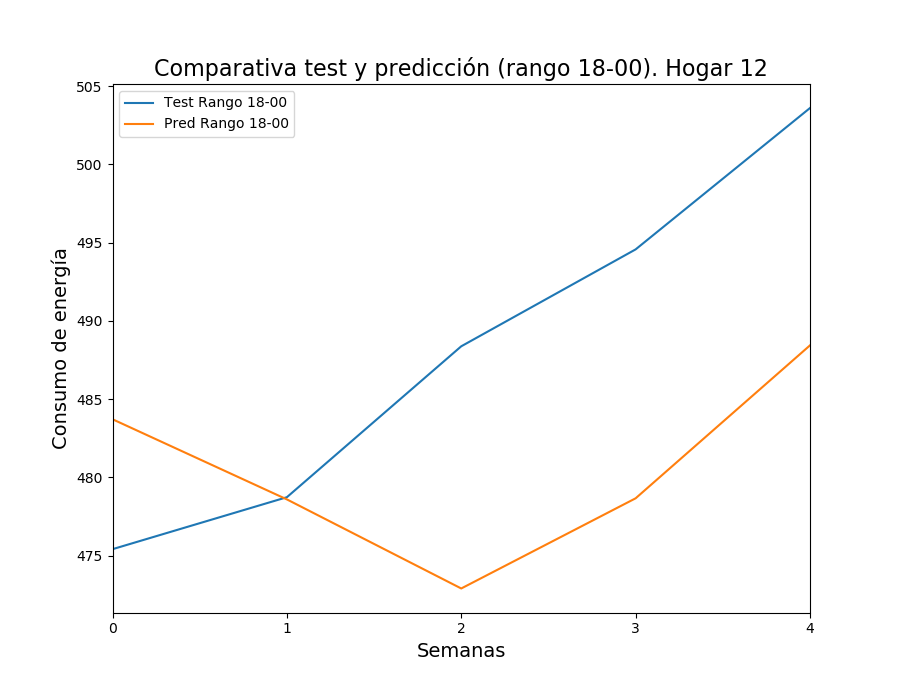 Comparativa test y predicción (rango 18-00). Hogar 12
Test Rango 18-00
Pred Rango 18-00
Consumo de energía
505
500
495
490
485
480
475
0 1 2 3 4
Semanas